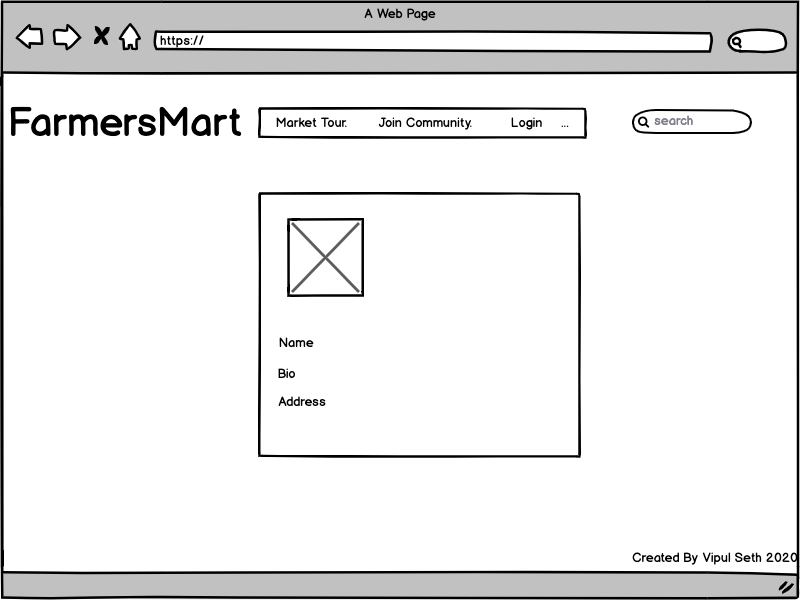 A Web Page
https://
FarmersMart
Market Tour. Join Community. Login ...
search
Name
Bio
Address
Created By Vipul Seth 2020